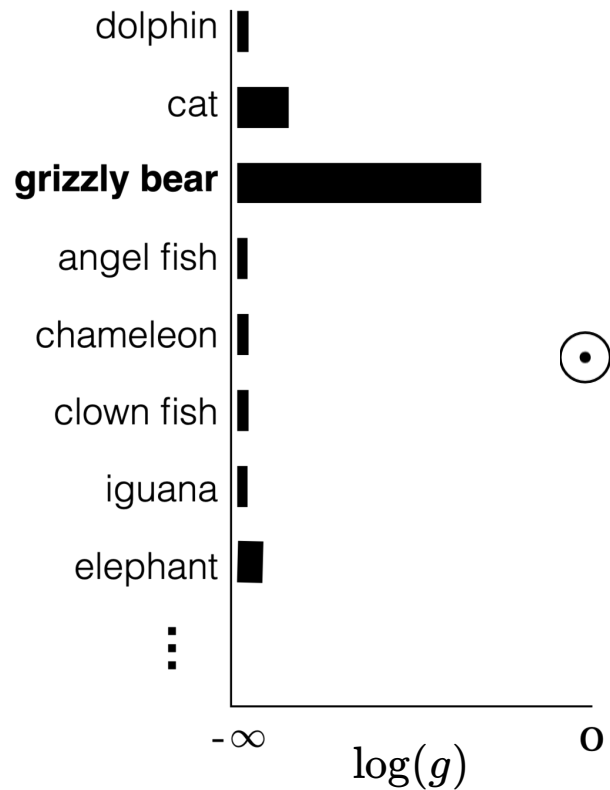 dolphin
cat
grizzly bear
angel fish
chameleon
clown fish
iguana
elephant
⋮
-∞
log(g)
0